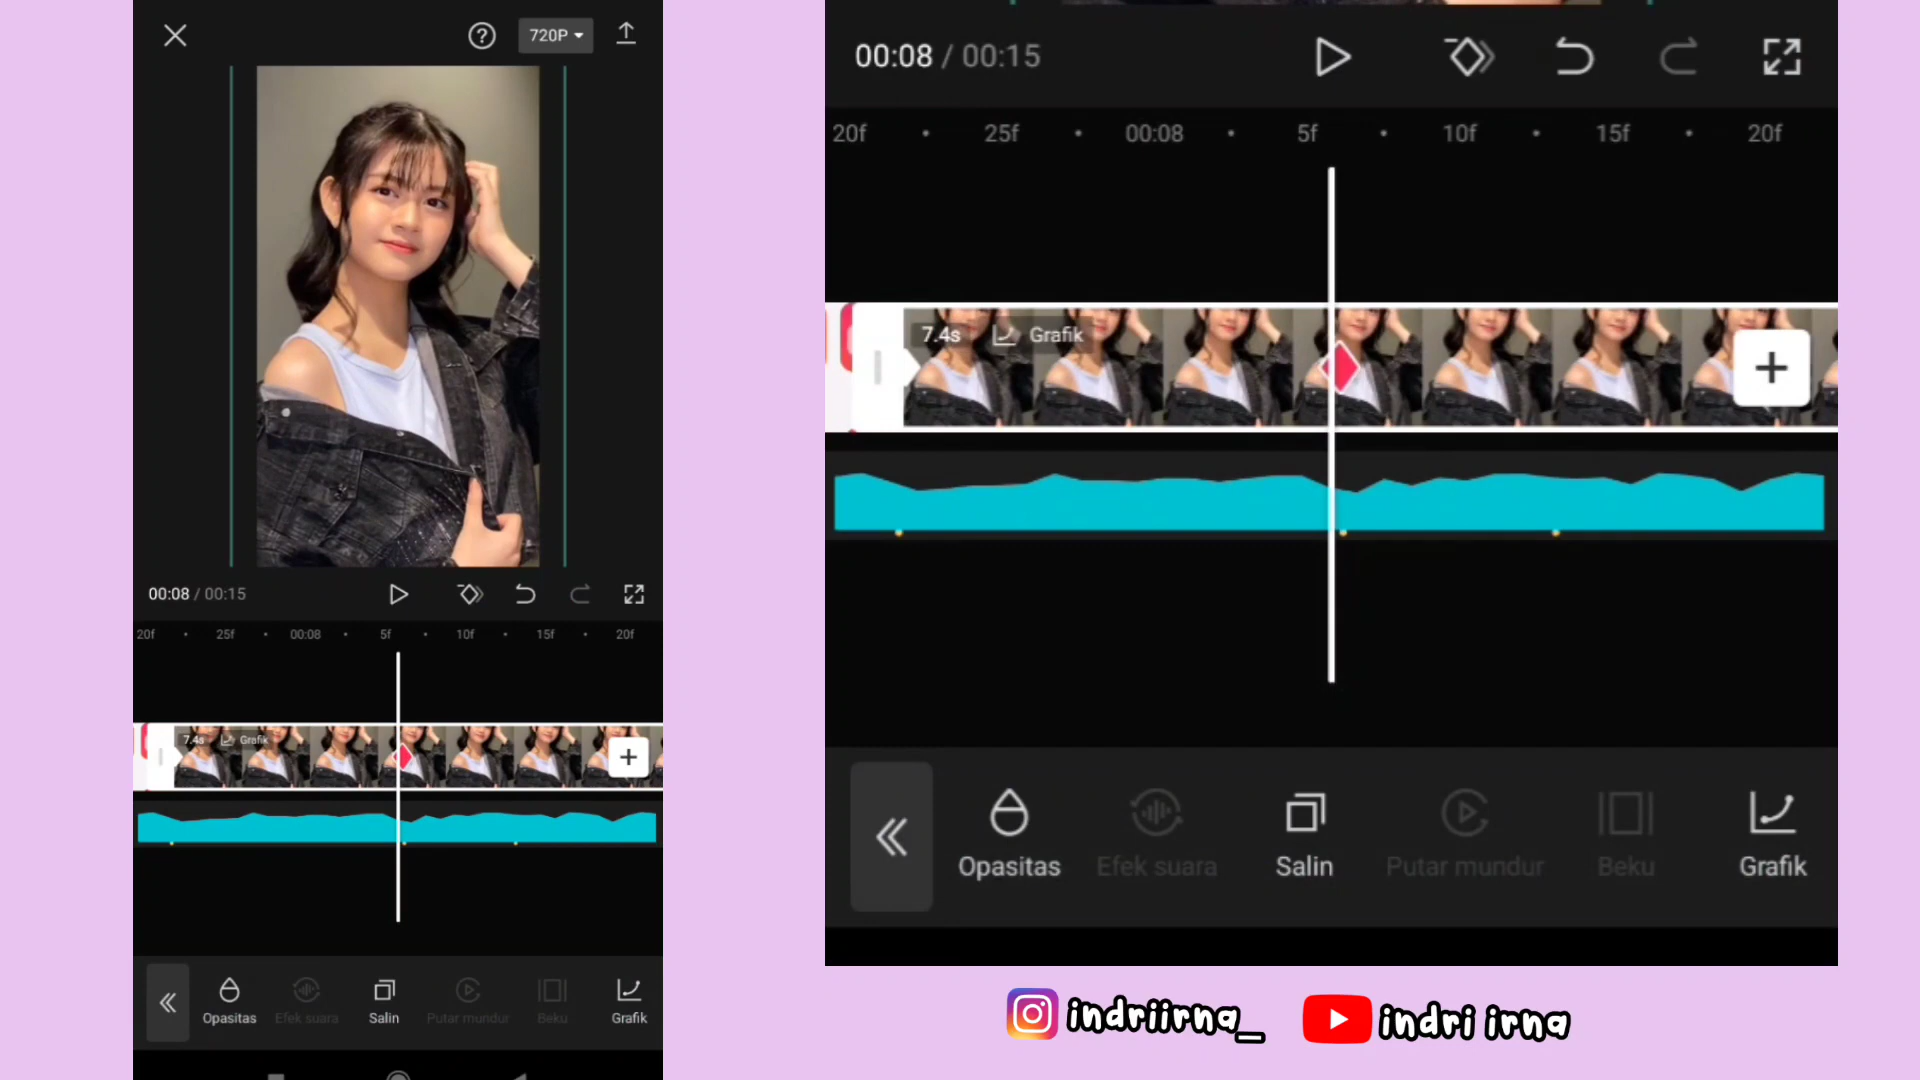 720P
00:08 / 00:15
20f 25f 00:08 5f 10f 15f 20f
7.4s Grafik
Opasitas Efek suara Salin Putar mundur Beku Grafik
00:08 / 00:15
20f 25f 00:08 5f 10f 15f 20f
7.4s Grafik
Opasitas Efek suara Salin Putar mundur Beku Grafik
indriirna_ indri irna